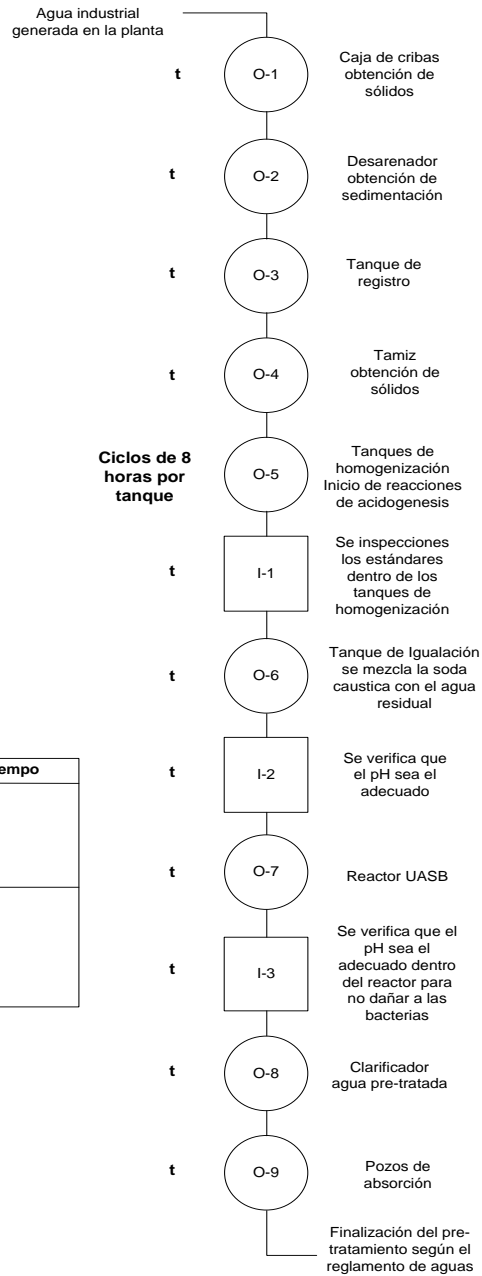 Agua industrial
generada en la planta
t
O-1
Caja de cribas
obtención de
sólidos
t
O-2
Desarenador
obtención de
sedimentación
t
O-3
Tanque de
registro
t
O-4
Tamiz
obtención de
sólidos
Ciclos de 8
horas por
tanque
O-5
Tanques de
homogenización
Inicio de reacciones
de acidogenesis
t
I-1
Se inspecciones
los estándares
dentro de los
tanques de
homogenización
t
O-6
Tanque de Igualación
se mezcla la soda
caustica con el agua
residual
empo
t
I-2
Se verifica que
el pH sea el
adecuado
t
O-7
Reactor UASB
t
I-3
Se verifica que el
pH sea el
adecuado dentro
del reactor para
no dañar a las
bacterias
t
O-8
Clarificador
agua pre-tratada
t
O-9
Pozos de
absorción
Finalización del pre-
tratamiento según el
reglamento de aguas